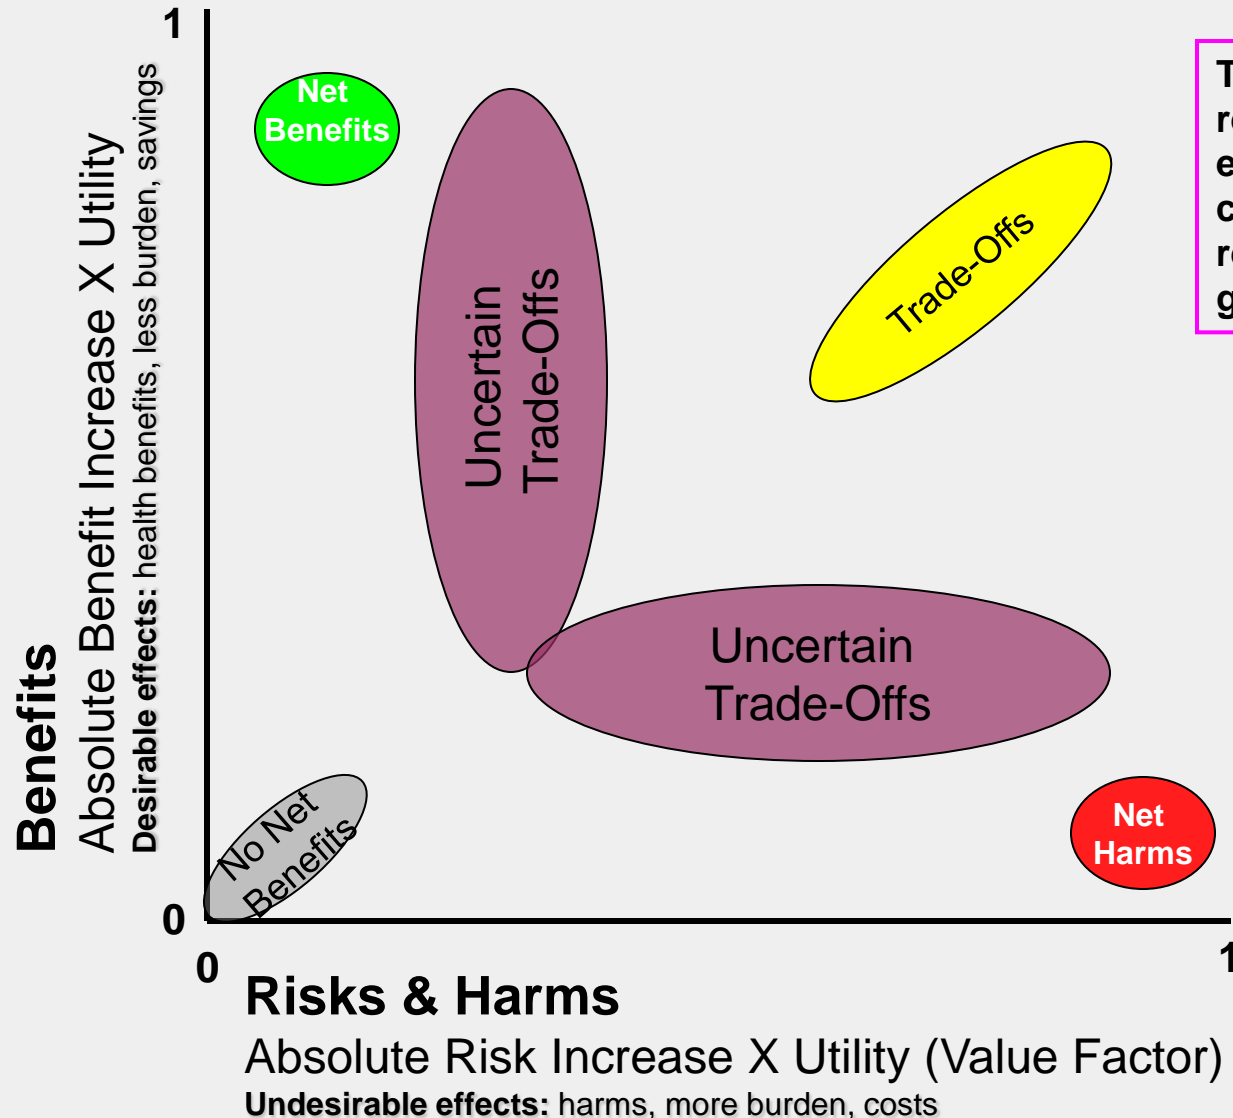 1
Net
Benefits
Uncertain
Trade-Offs
Trade-Offs
Uncertain
Trade-Offs
No Net
Benefits
Net
Harms
Benefits
Absolute Benefit Increase X Utility
Desirable effects: health benefits, less burden, savings
0
0
1
Risks & Harms
Absolute Risk Increase X Utility (Value Factor)
Undesirable effects: harms, more burden, costs